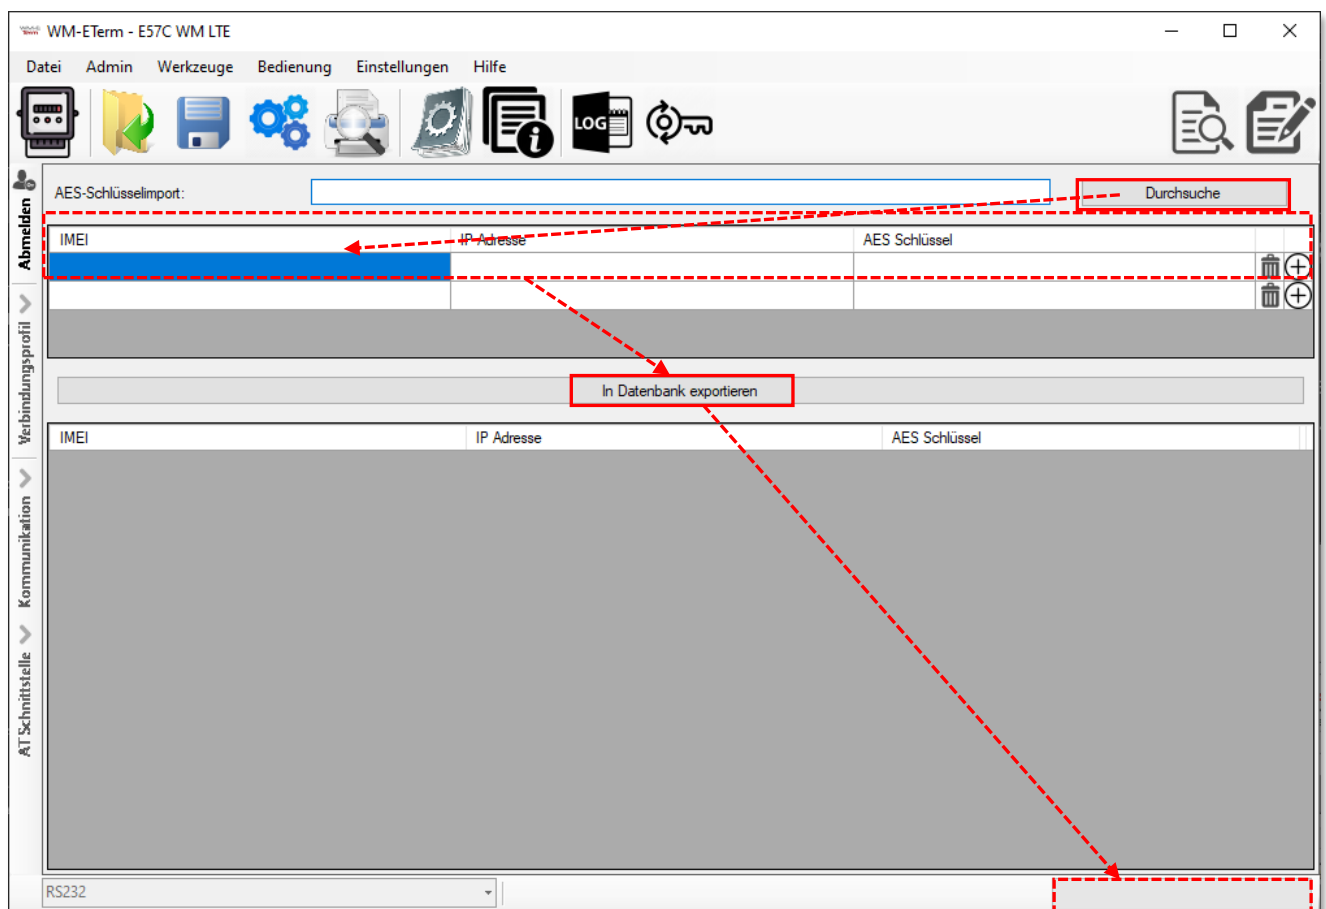 WM-ETerm - E57C WM LTE
Datei Admin Werkzeuge Bedienung Einstellungen Hilfe
LOG
Abmelden
Verbindungsprofil
Kommunikation
AT Schnittstelle
AES-Schlüsselimport:
Durchsuche
IMEI IP Adresse AES Schlüssel
In Datenbank exportieren
IMEI IP Adresse AES Schlüssel
RS232